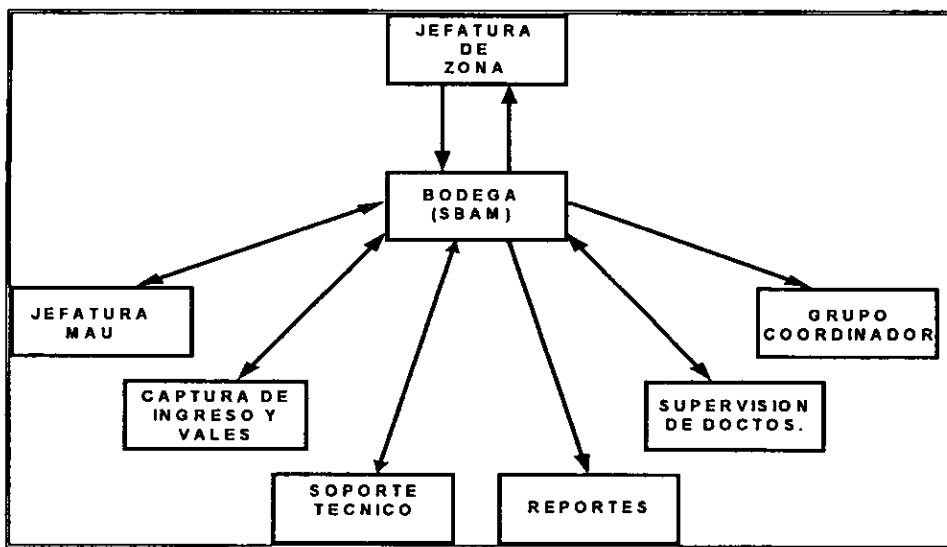 JEFATURA
DE
ZONA
BODEGA
(SBAM)
JEFATURA
MAU
GRUPO
COORDINADOR
CAPTURA DE
INGRESO Y
VALES
SUPERVISION
DE DOCTOS.
SOPORTE
TECNICO
REPORTES